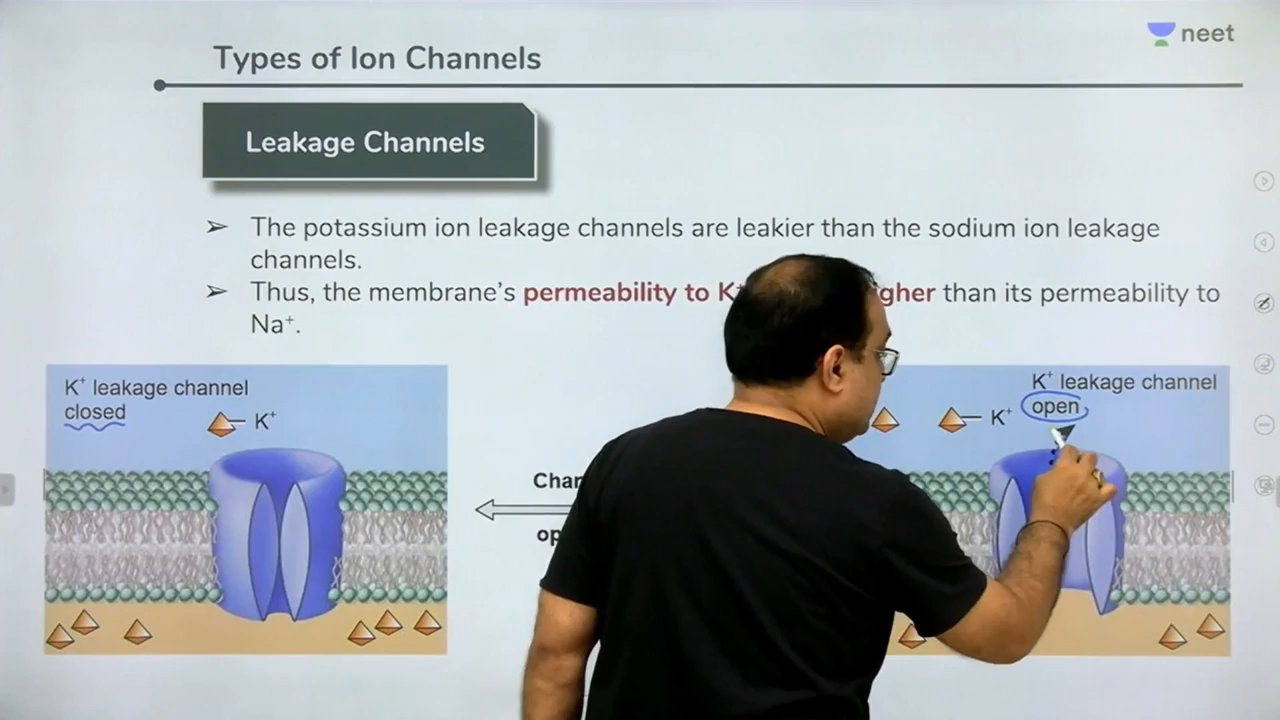 neet
Types of Ion Channels
Leakage Channels
➢ The potassium ion leakage channels are leakier than the sodium ion leakage
channels.
➢ Thus, the membrane's permeability to K⁺ than its permeability to
Na⁺.
K⁺ leakage channel
closed
K⁺
K⁺ leakage channel
open
K⁺